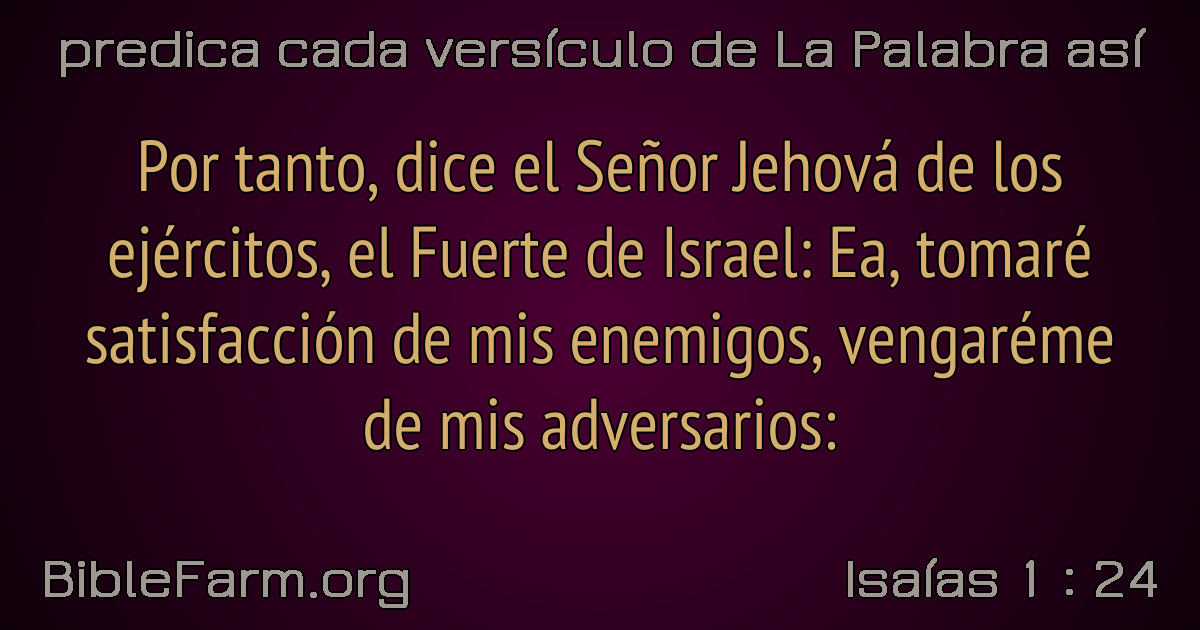 predica cada versículo de La Palabra así
Por tanto, dice el Señor Jehová de los
ejércitos, el Fuerte de Israel: Ea, tomaré
satisfacción de mis enemigos, vengaréme
de mis adversarios:
BibleFarm.org
Isaías 1 : 24